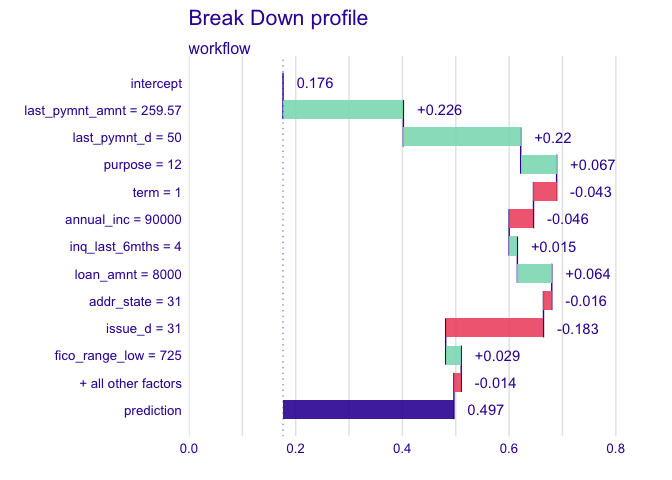 Break Down profile
workflow
intercept 0.176
last_pymnt_amnt = 259.57 +0.226
last_pymnt_d = 50 +0.22
purpose = 12 +0.067
term = 1 -0.043
annual_inc = 90000 -0.046
inq_last_6mths = 4 +0.015
loan_amnt = 8000 +0.064
addr_state = 31 -0.016
issue_d = 31 -0.183
fico_range_low = 725 +0.029
+ all other factors -0.014
prediction 0.497
0.0 0.2 0.4 0.6 0.8